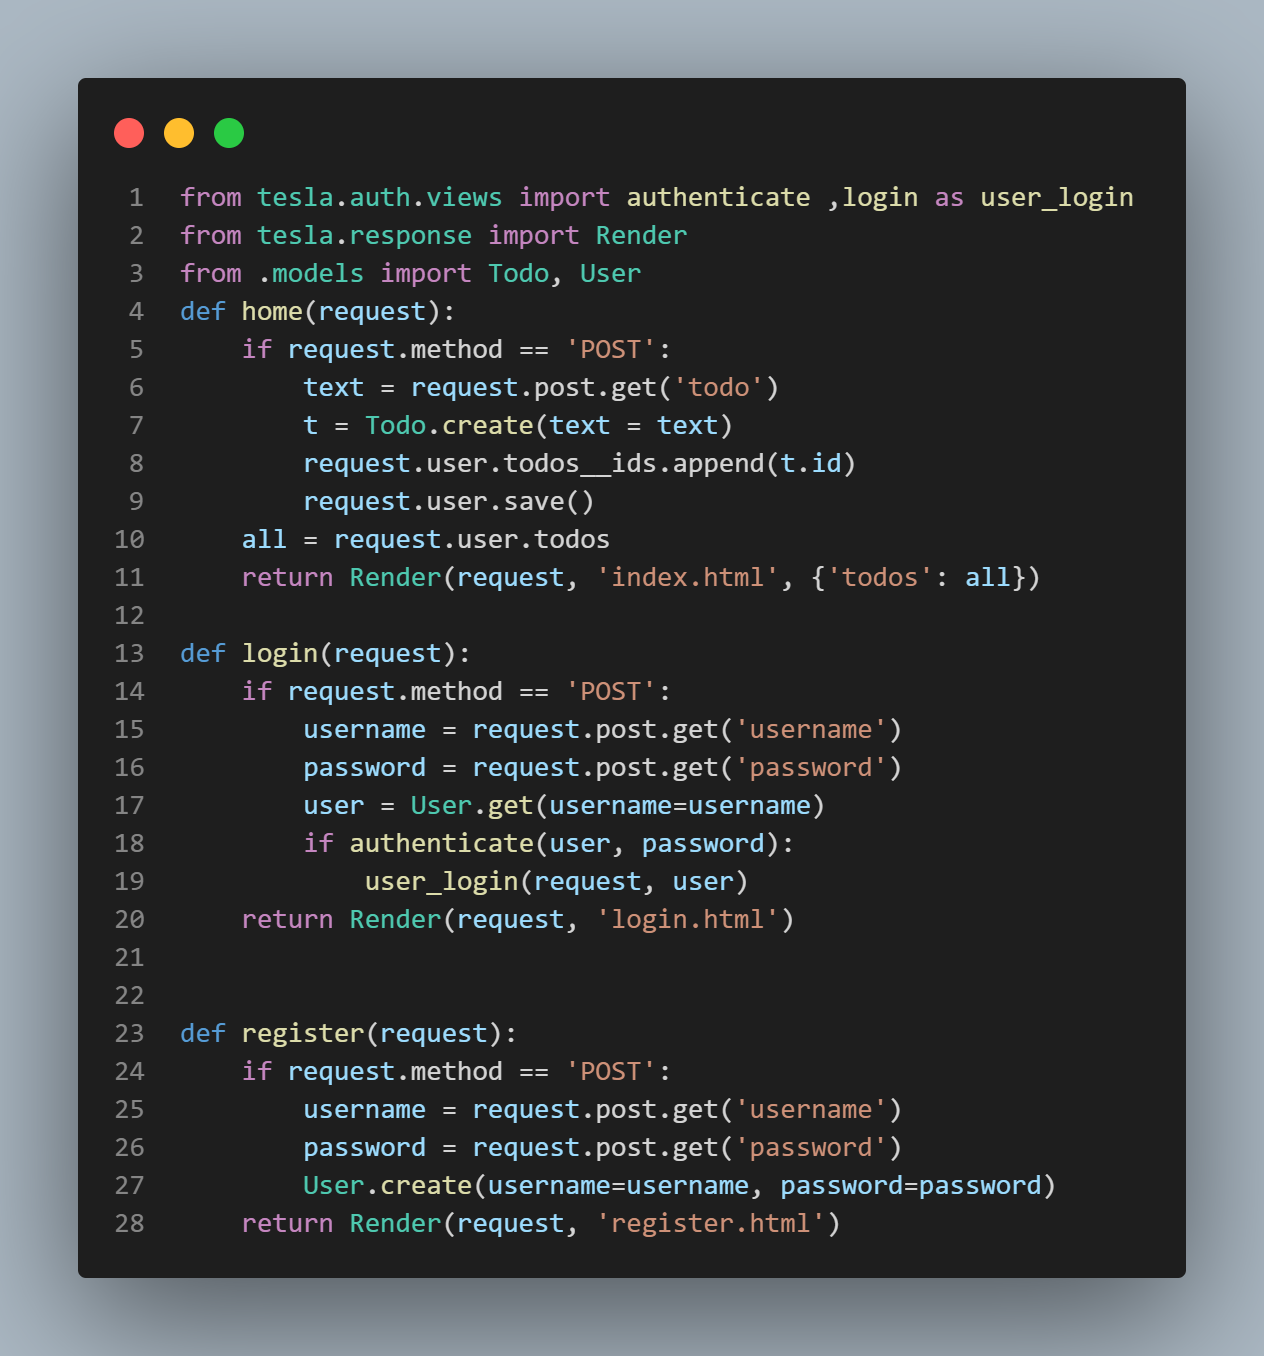 1 from tesla.auth.views import authenticate ,login as user_login
2 from tesla.response import Render
3 from .models import Todo, User
4 def home(request):
5     if request.method == 'POST':
6         text = request.post.get('todo')
7         t = Todo.create(text = text)
8         request.user.todos__ids.append(t.id)
9         request.user.save()
10     all = request.user.todos
11     return Render(request, 'index.html', {'todos': all})
12
13 def login(request):
14     if request.method == 'POST':
15         username = request.post.get('username')
16         password = request.post.get('password')
17         user = User.get(username=username)
18         if authenticate(user, password):
19             user_login(request, user)
20     return Render(request, 'login.html')
21
22
23 def register(request):
24     if request.method == 'POST':
25         username = request.post.get('username')
26         password = request.post.get('password')
27         User.create(username=username, password=password)
28     return Render(request, 'register.html')